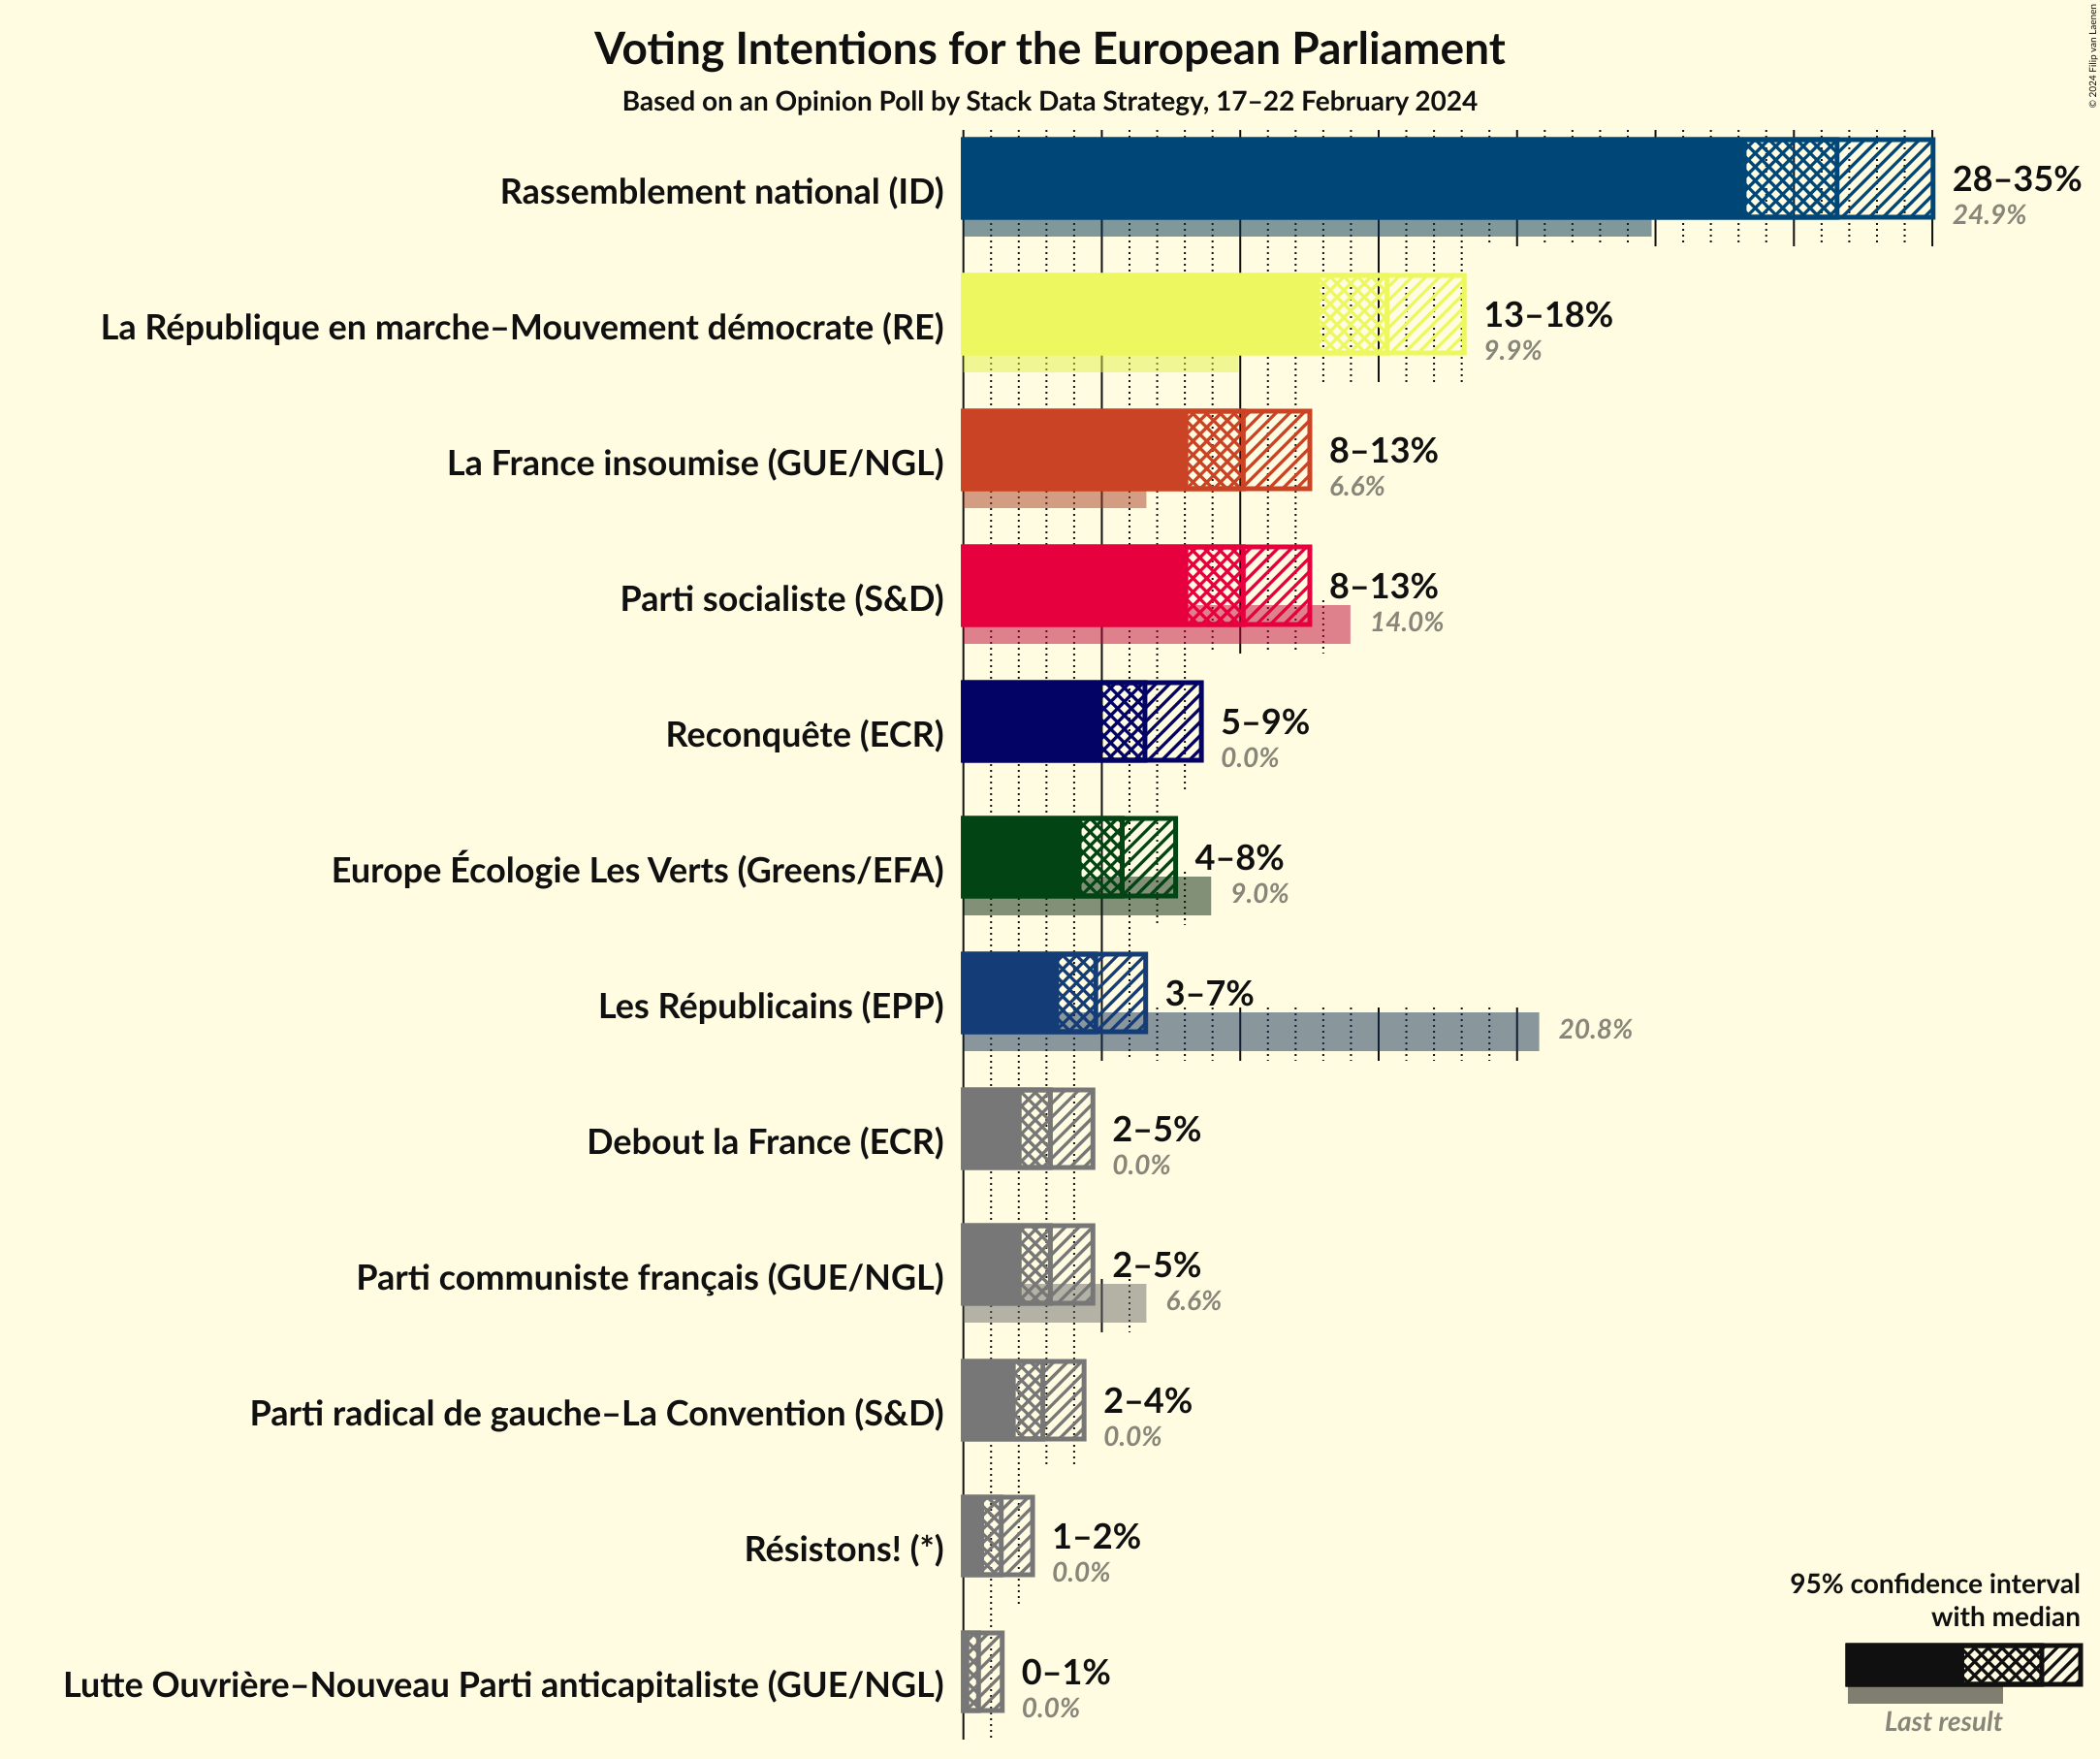 © 2024 Filip van Laenen
Voting Intentions for the European Parliament
Based on an Opinion Poll by Stack Data Strategy, 17–22 February 2024
Rassemblement national (ID)
28–35%
24.9%
La République en marche–Mouvement démocrate (RE)
13–18%
9.9%
La France insoumise (GUE/NGL)
8–13%
6.6%
Parti socialiste (S&D)
8–13%
14.0%
Reconquête (ECR)
5–9%
0.0%
Europe Écologie Les Verts (Greens/EFA)
4–8%
9.0%
Les Républicains (EPP)
3–7%
20.8%
Debout la France (ECR)
2–5%
0.0%
Parti communiste français (GUE/NGL)
2–5%
6.6%
Parti radical de gauche–La Convention (S&D)
2–4%
0.0%
Résistons! (*)
1–2%
0.0%
Lutte Ouvrière–Nouveau Parti anticapitaliste (GUE/NGL)
0–1%
0.0%
95% confidence interval
with median
Last result